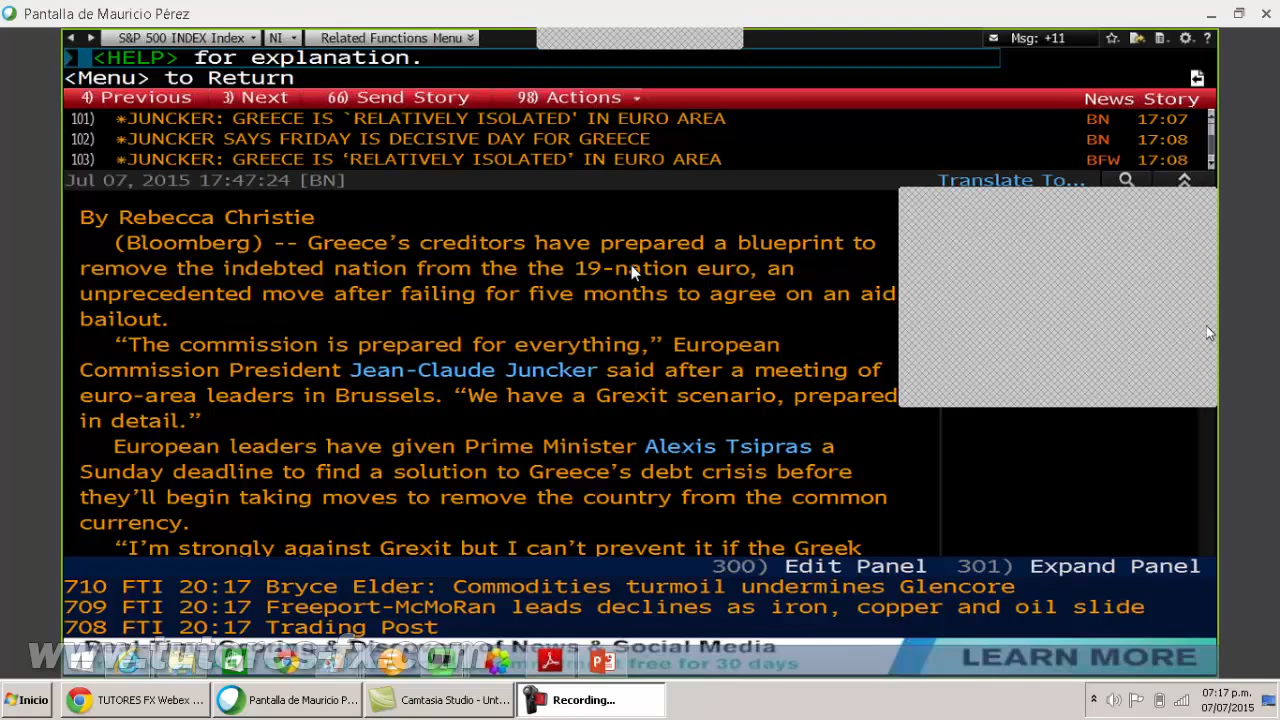 Pantalla de Mauricio Pérez
S&P 500 INDEX Index NI Related Functions Menu Msg: +11
<HELP> for explanation.
<Menu> to Return
4) Previous 3) Next 66) Send Story 98) Actions News Story
101) *JUNCKER: GREECE IS `RELATIVELY ISOLATED' IN EURO AREA BN 17:07
102) *JUNCKER SAYS FRIDAY IS DECISIVE DAY FOR GREECE BN 17:08
103) *JUNCKER: GREECE IS ‘RELATIVELY ISOLATED’ IN EURO AREA BFW 17:08
Jul 07, 2015 17:47:24 [BN] Translate To...
By Rebecca Christie
(Bloomberg) -- Greece’s creditors have prepared a blueprint to
remove the indebted nation from the the 19-nation euro, an
unprecedented move after failing for five months to agree on an aid
bailout.
“The commission is prepared for everything,” European
Commission President Jean-Claude Juncker said after a meeting of
euro-area leaders in Brussels. “We have a Grexit scenario, prepared
in detail.”
European leaders have given Prime Minister Alexis Tsipras a
Sunday deadline to find a solution to Greece’s debt crisis before
they’ll begin taking moves to remove the country from the common
currency.
“I’m strongly against Grexit but I can’t prevent it if the Greek
300) Edit Panel 301) Expand Panel
710 FTI 20:17 Bryce Elder: Commodities turmoil undermines Glencore
709 FTI 20:17 Freeport-McMoRan leads declines as iron, copper and oil slide
708 FTI 20:17 Trading Post
of News & Social Media
www.tutores-fx.com free for 30 days LEARN MORE
Inicio TUTORES FX Webex ... Pantalla de Mauricio P... Camtasia Studio - Unt... Recording... 07:17 p.m.
07/07/2015